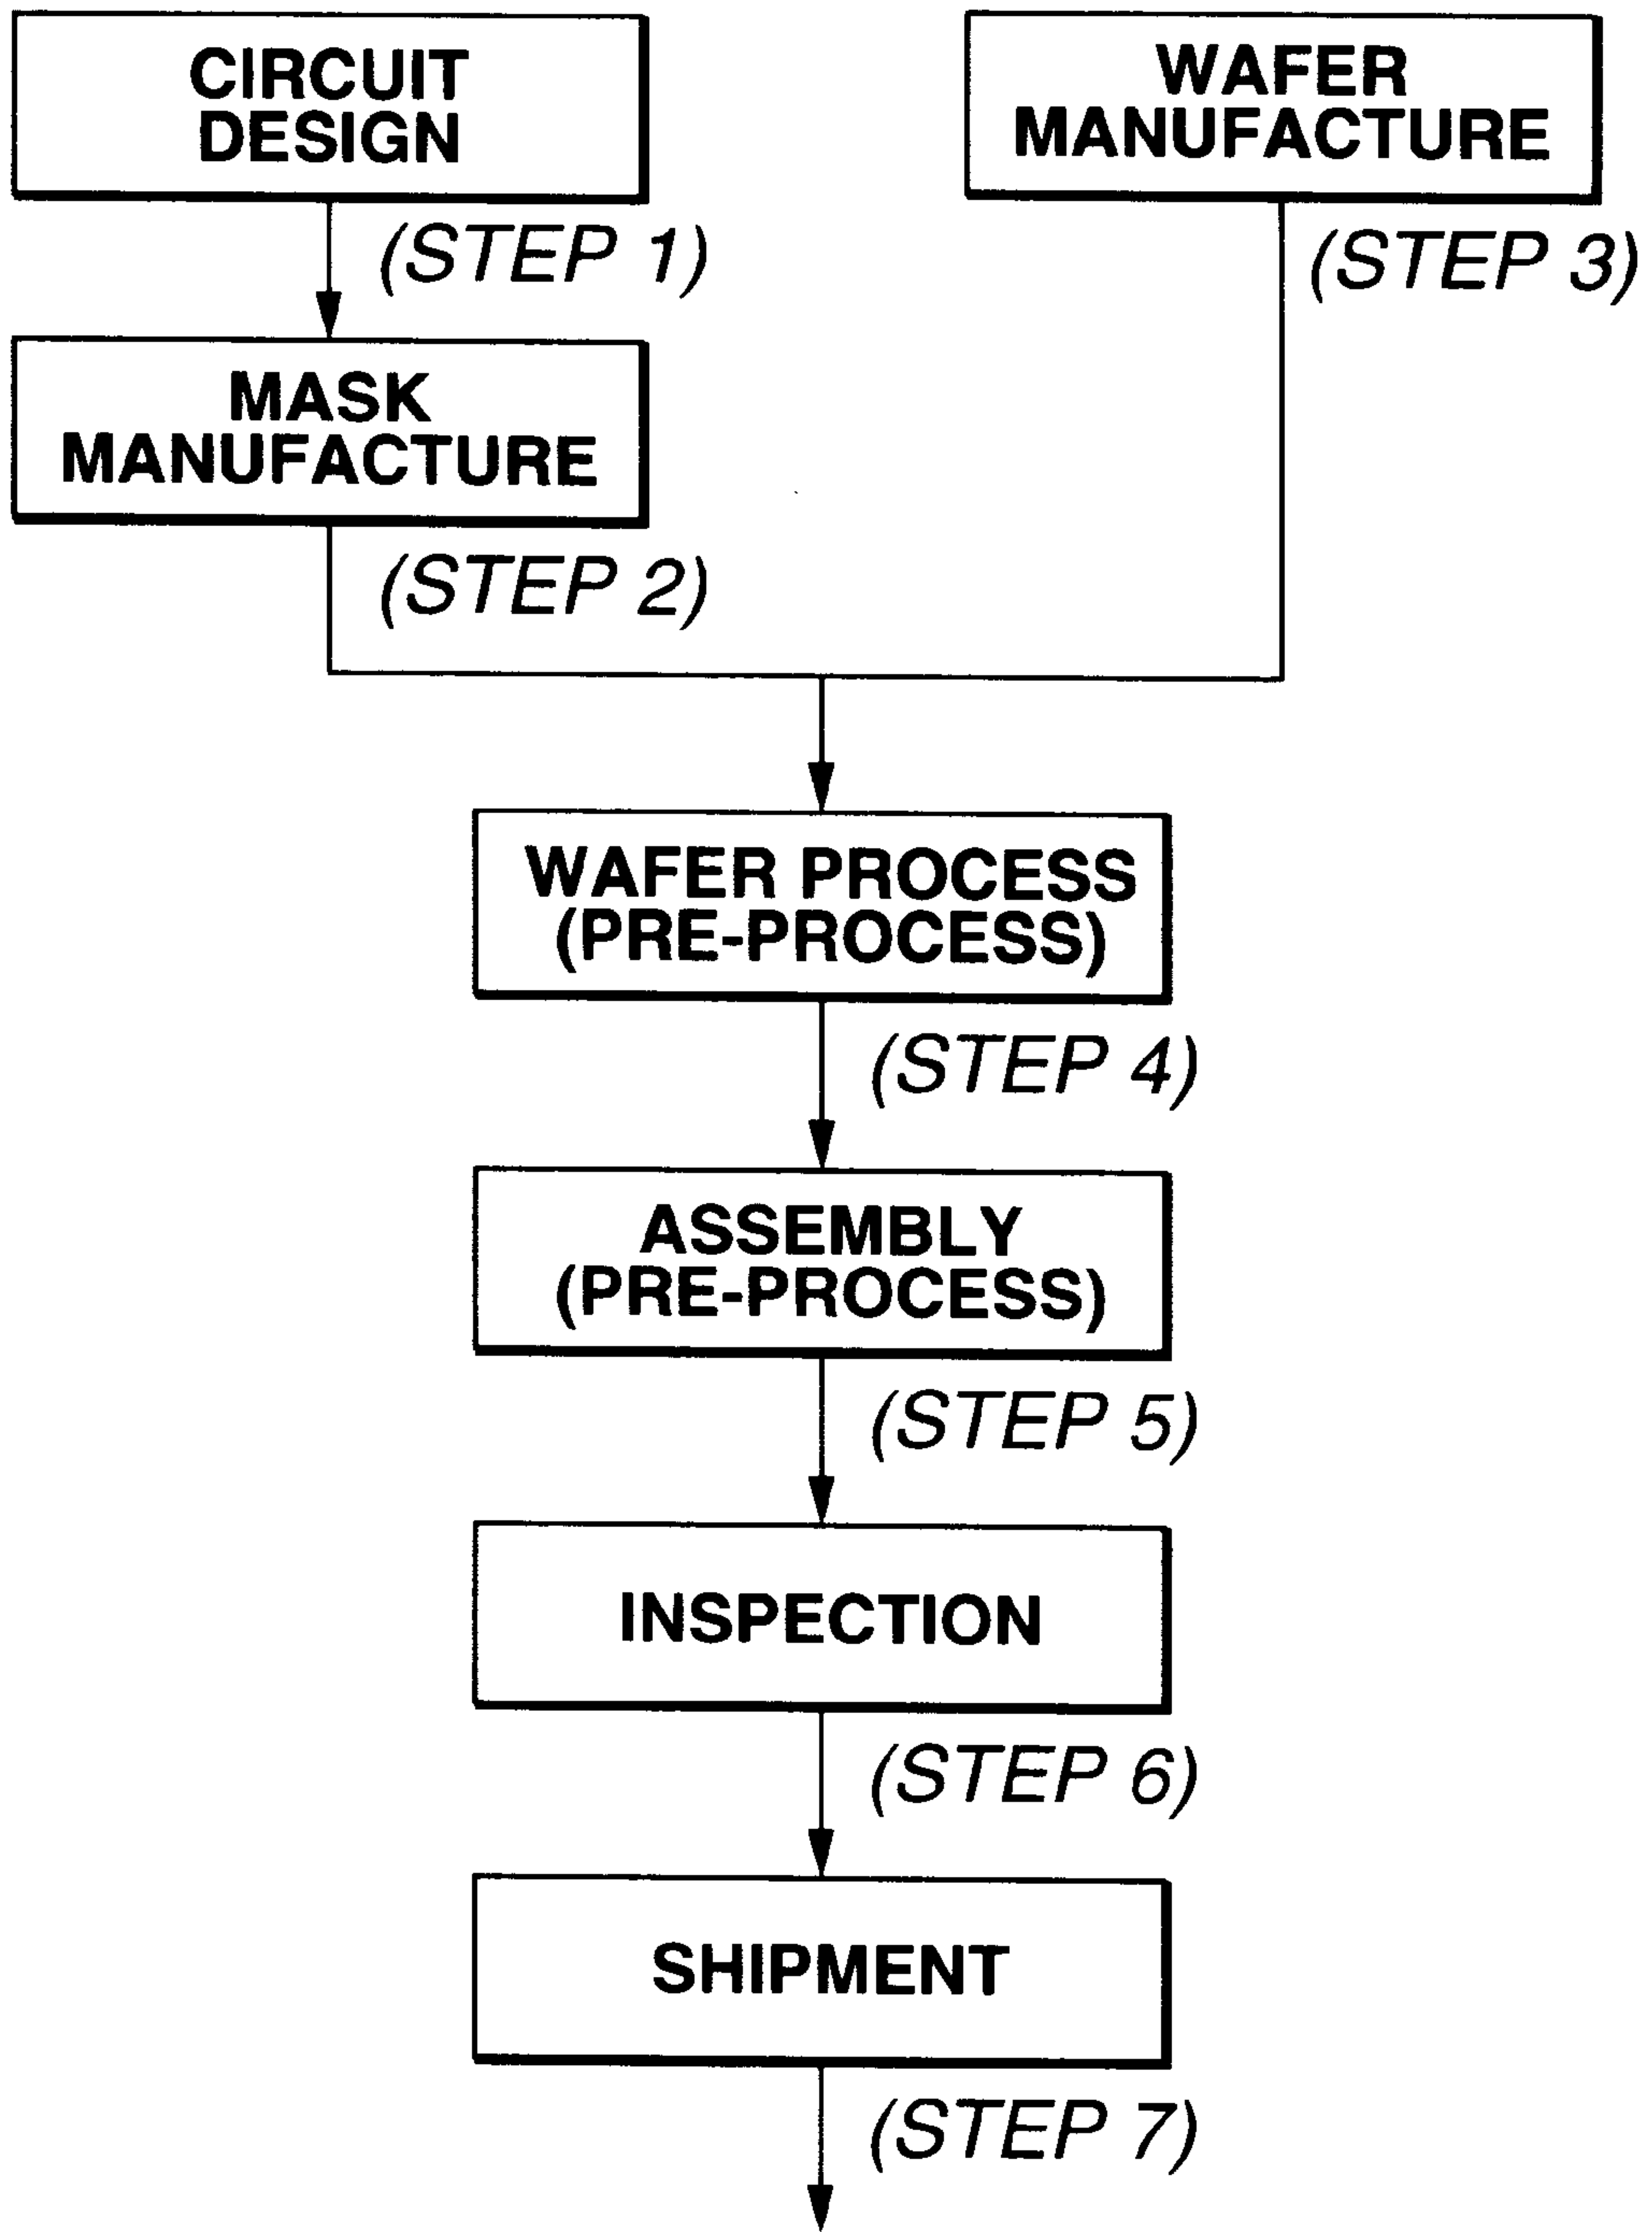 CIRCUIT
DESIGN
(STEP 1)
MASK
MANUFACTURE
(STEP 2)
WAFER
MANUFACTURE
(STEP 3)
WAFER PROCESS
(PRE-PROCESS)
(STEP 4)
ASSEMBLY
(PRE-PROCESS)
(STEP 5)
INSPECTION
(STEP 6)
SHIPMENT
(STEP 7)